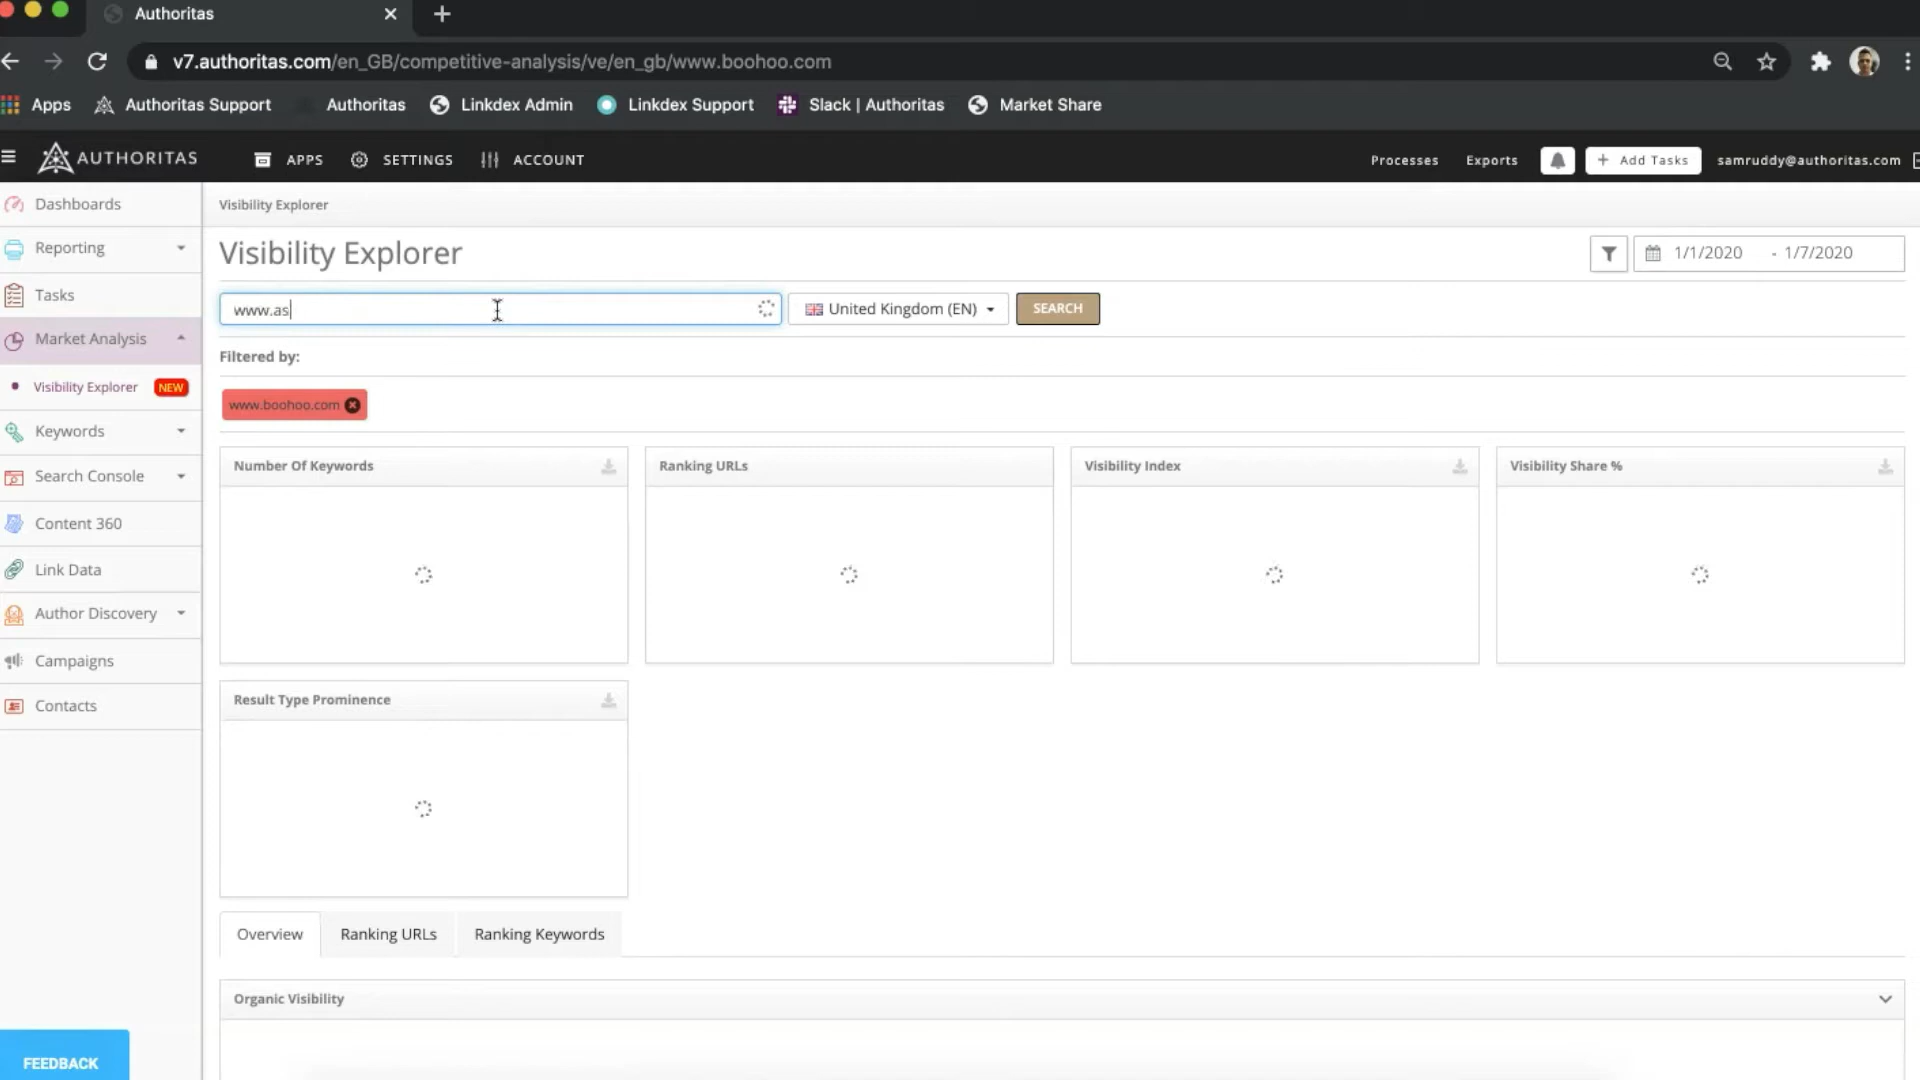 Authoritas
v7.authoritas.com/en_GB/competitive-analysis/ve/en_gb/www.boohoo.com
Apps Authoritas Support Authoritas Linkdex Admin Linkdex Support Slack | Authoritas Market Share
AUTHORITAS APPS SETTINGS ACCOUNT Processes Exports + Add Tasks samruddy@authoritas.com
Dashboards
Reporting
Tasks
Market Analysis
Visibility Explorer NEW
Keywords
Search Console
Content 360
Link Data
Author Discovery
Campaigns
Contacts
FEEDBACK
Visibility Explorer
Visibility Explorer 1/1/2020 - 1/7/2020
www.as United Kingdom (EN) SEARCH
Filtered by:
www.boohoo.com
Number Of Keywords Ranking URLs Visibility Index Visibility Share %
Result Type Prominence
Overview Ranking URLs Ranking Keywords
Organic Visibility